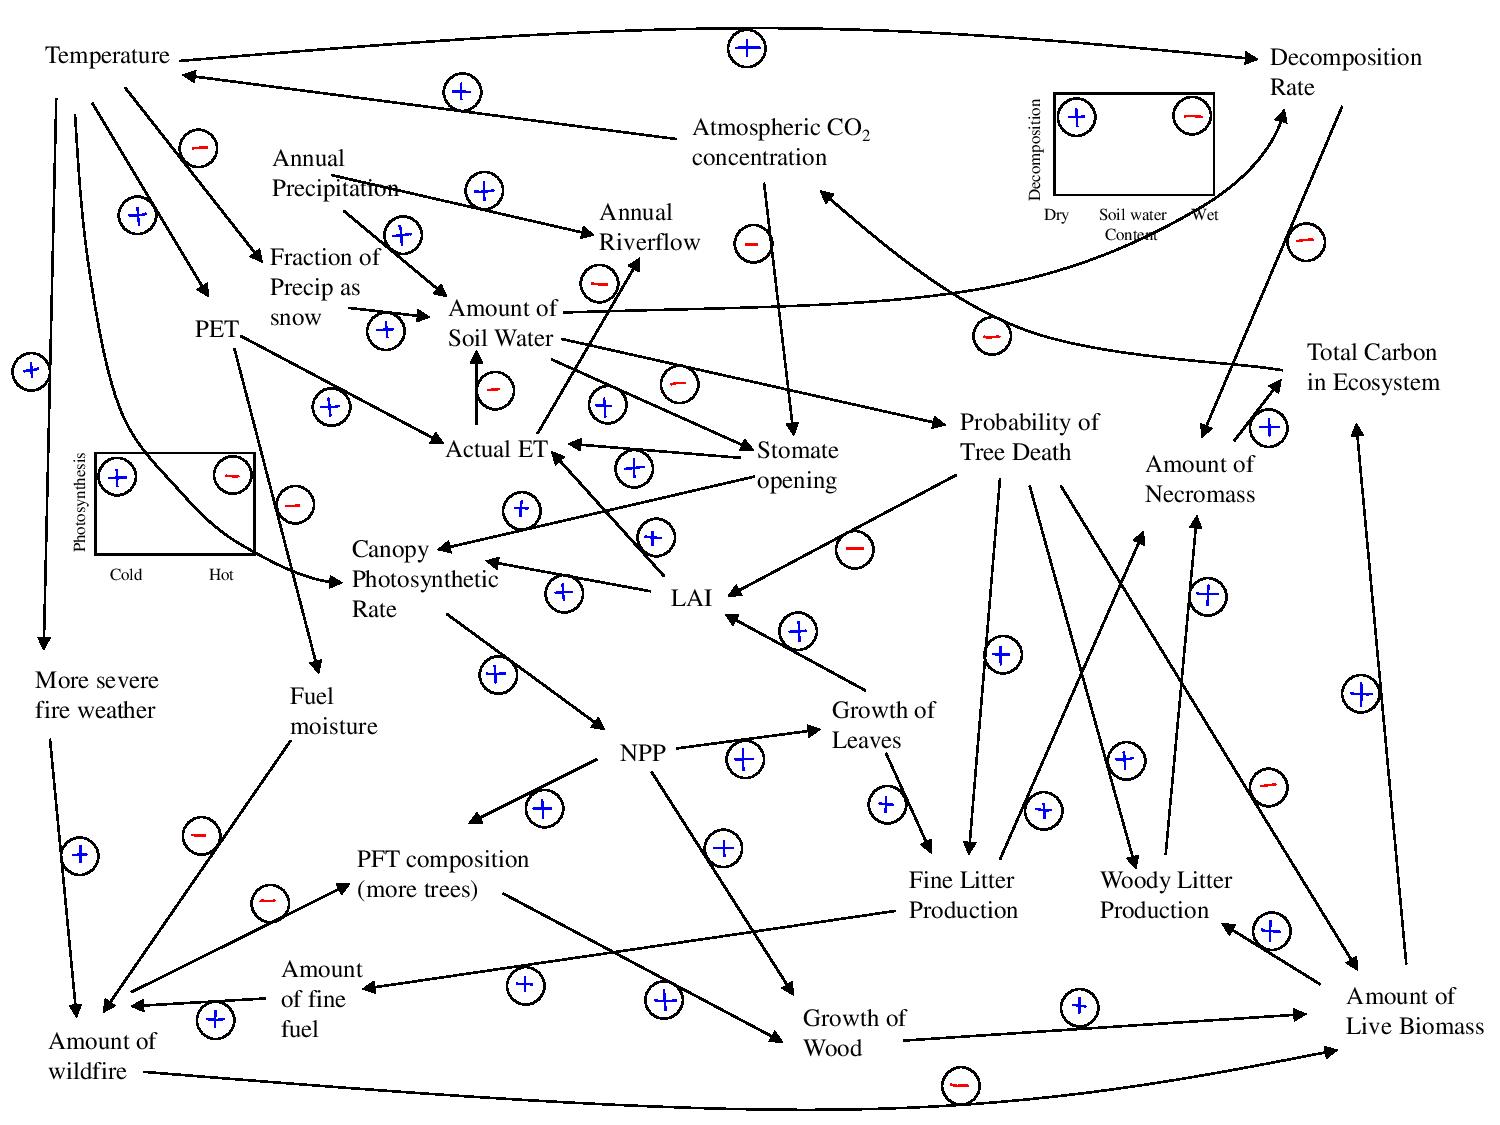 Temperature
Decomposition
Rate
Atmospheric CO₂
concentration
Annual
Precipitation
Annual
Riverflow
Decomposition
Dry
Soil water
Content
Wet
Fraction of
Precip as
snow
PET
Amount of
Soil Water
Total Carbon
in Ecosystem
Actual ET
Stomate
opening
Probability of
Tree Death
Amount of
Necromass
Photosynthesis
Cold
Hot
Canopy
Photosynthetic
Rate
LAI
More severe
fire weather
Fuel
moisture
NPP
Growth of
Leaves
PFT composition
(more trees)
Fine Litter
Production
Woody Litter
Production
Amount
of fine
fuel
Amount of
wildfire
Growth of
Wood
Amount of
Live Biomass